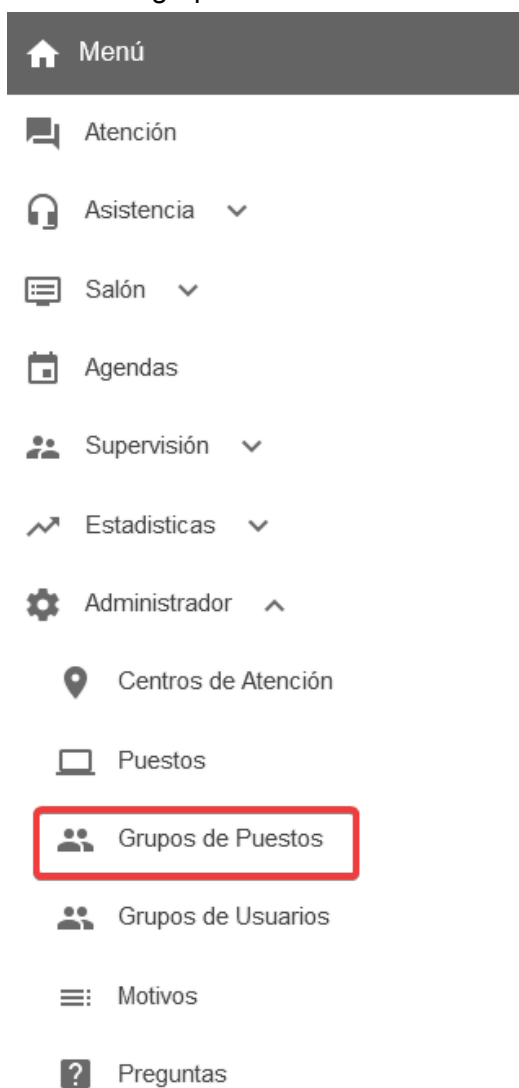 Menú
Atención
Asistencia
Salón
Agendas
Supervisión
Estadisticas
Administrador
Centros de Atención
Puestos
Grupos de Puestos
Grupos de Usuarios
Motivos
Preguntas